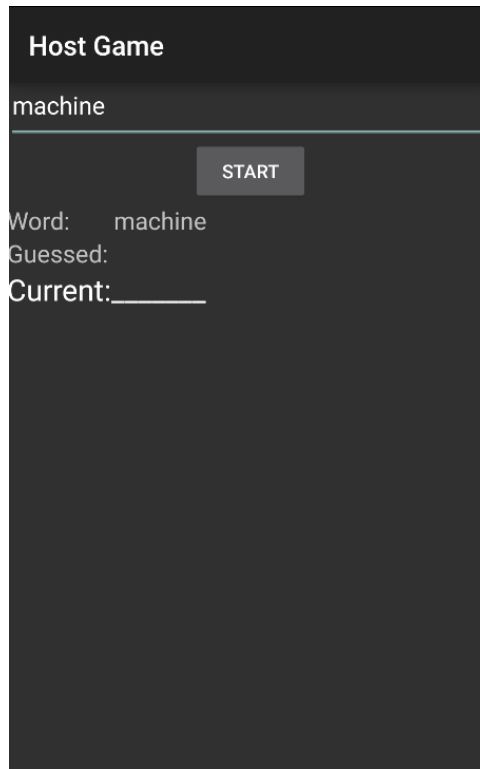 Host Game
machine
START
Word: machine
Guessed:
Current:_______